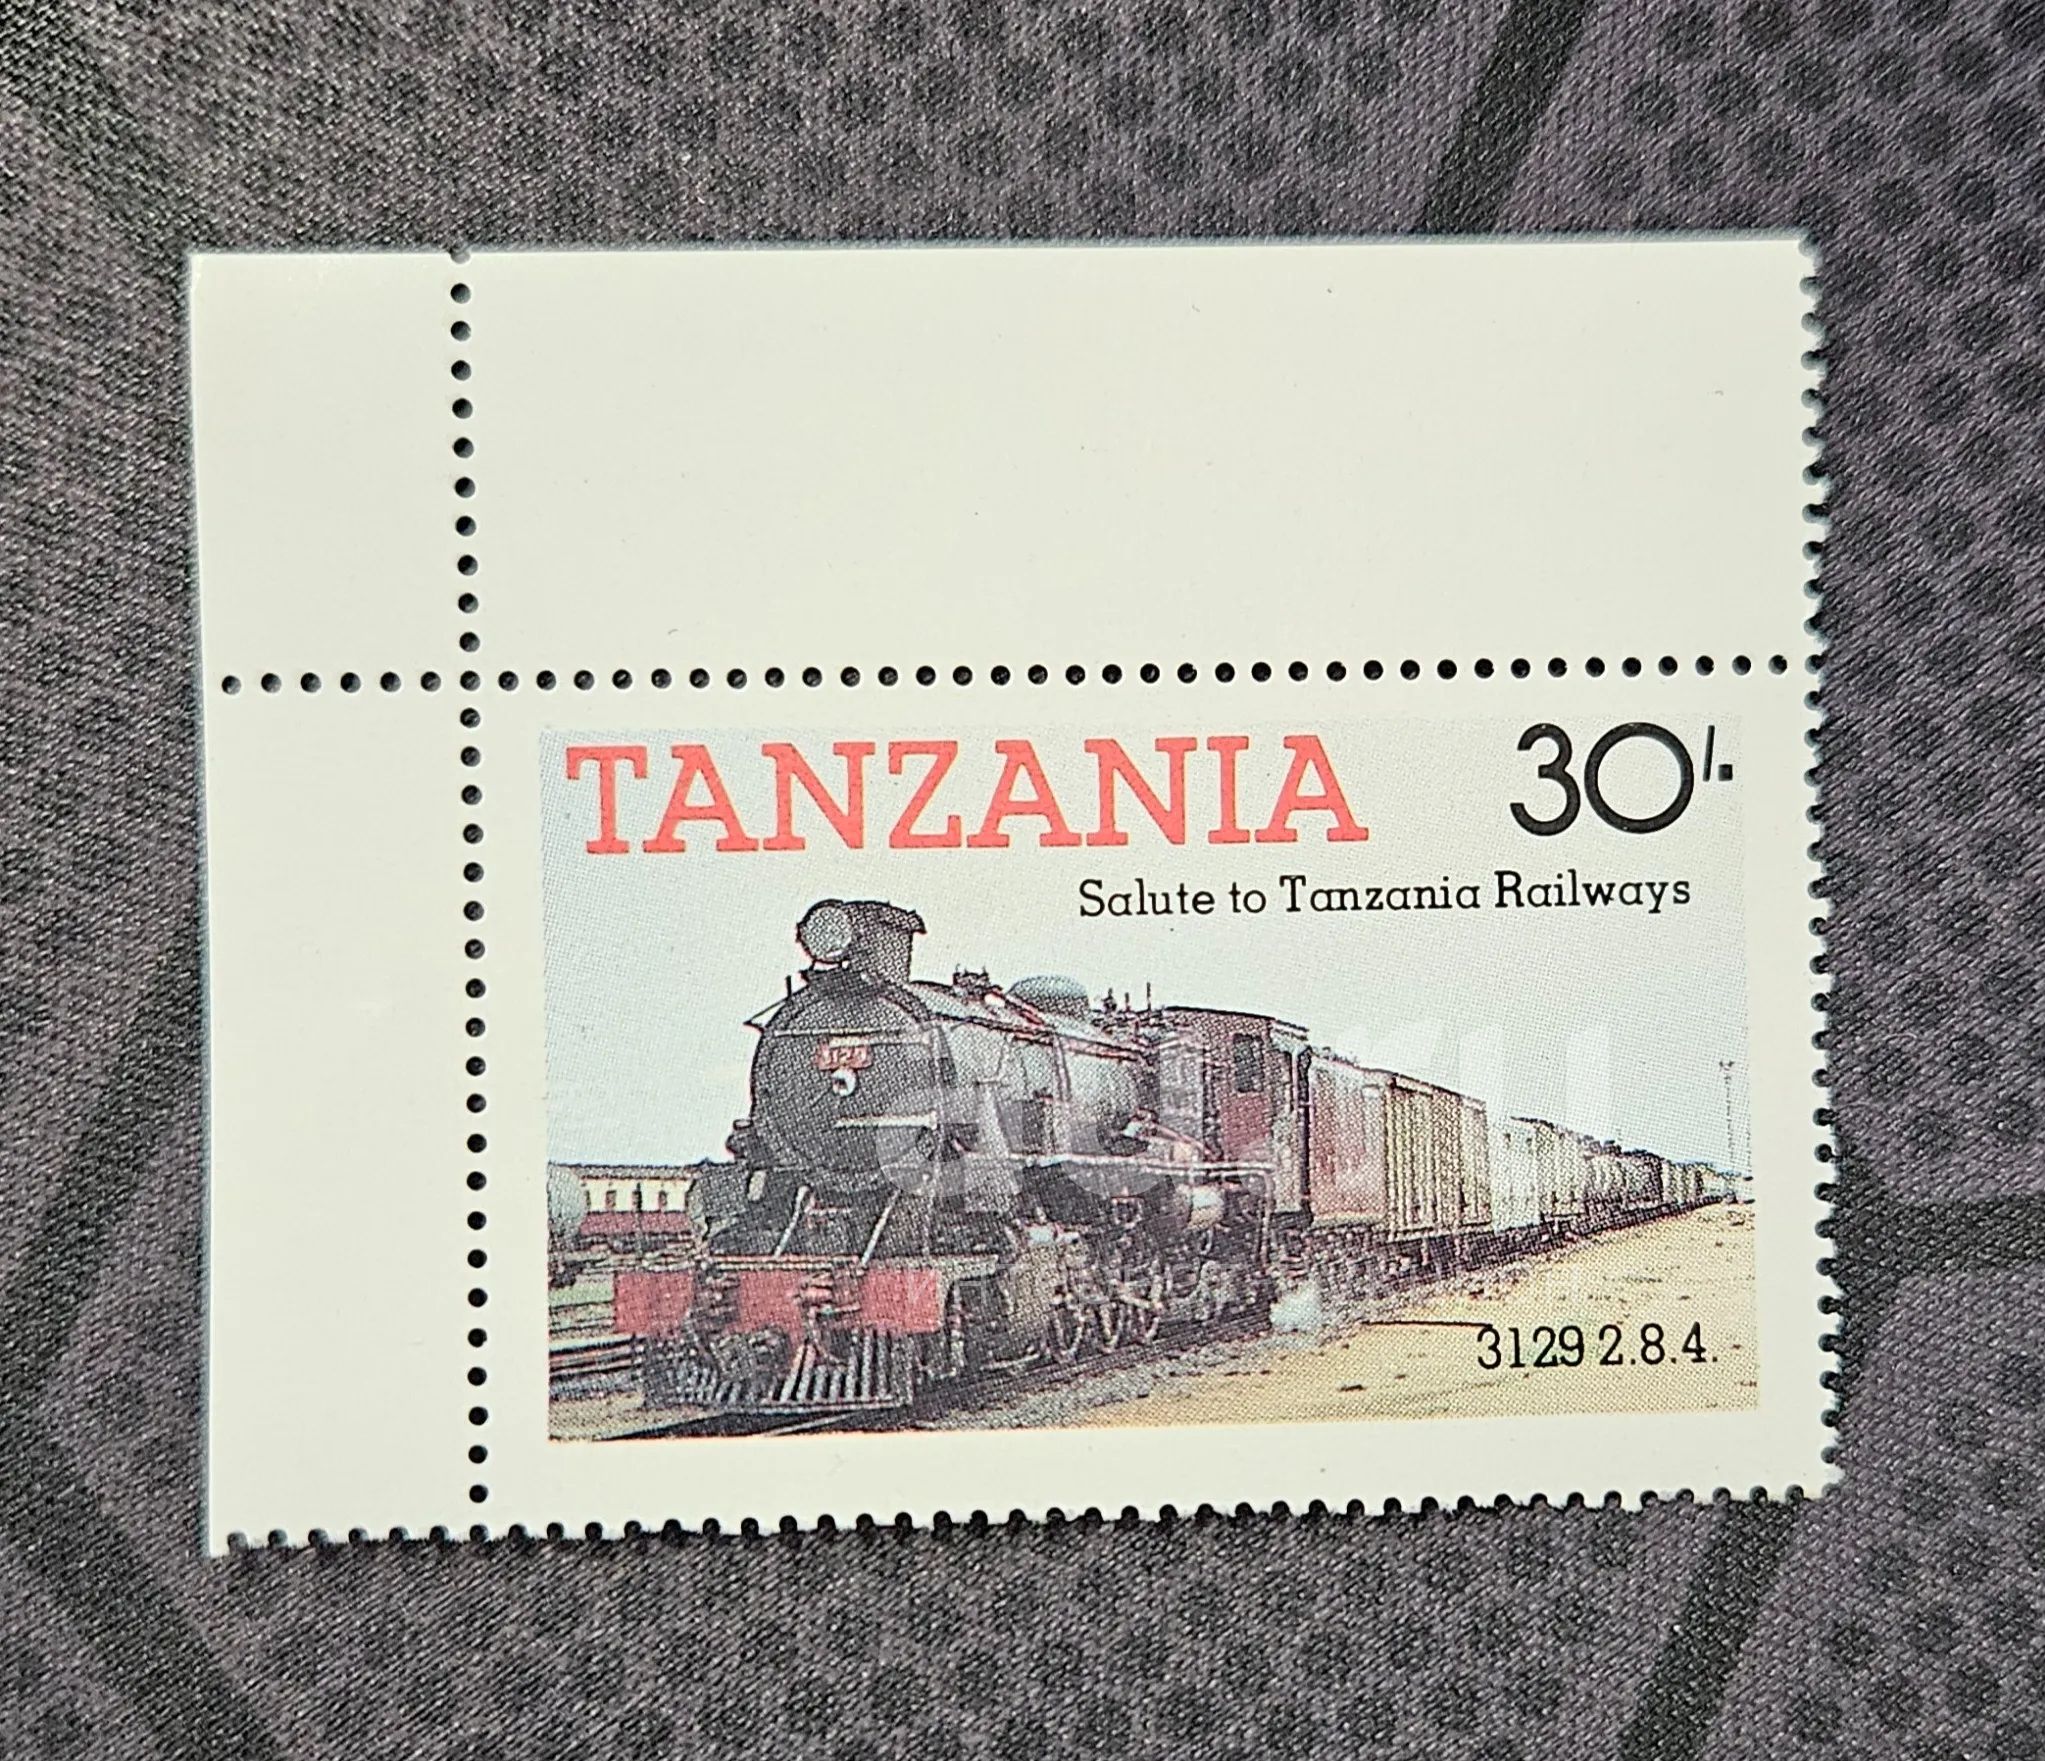 TANZANIA 30/.
Salute to Tanzania Railways
3129 2.8.4.